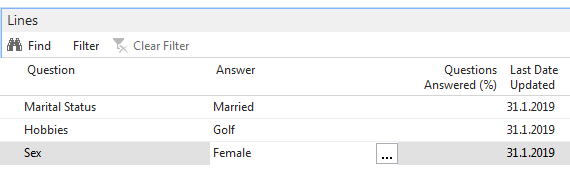 Lines
Find Filter Clear Filter
Question Answer Questions Answered (%) Last Date Updated
Marital Status Married 31.1.2019
Hobbies Golf 31.1.2019
Sex Female ... 31.1.2019